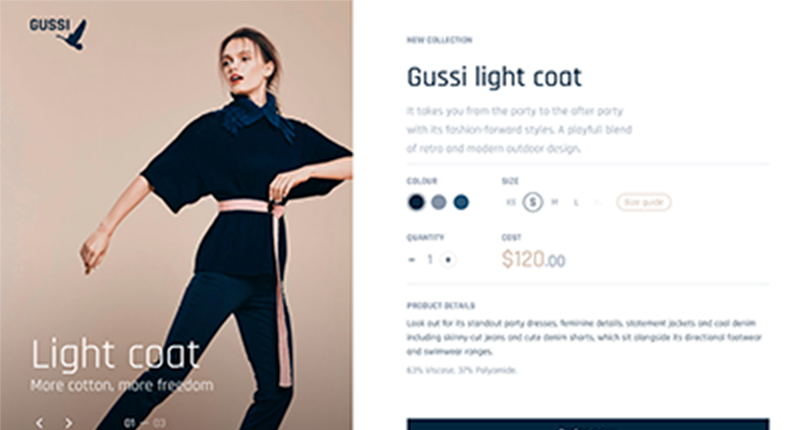 GUSSI
Light coat
More cotton, more freedom
01 — 03
NEW COLLECTION
Gussi light coat
It takes you from the party to the after party
with its fashion-forward styles. A playfull blend
of retro and modern outdoor design.
COLOUR SIZE
XS S M L Size guide
QUANTITY COST
- 1 + $120.00
PRODUCT DETAILS
Look out for its standout party dresses, feminine details, statement jackets and cool denim
including skinny-cut jeans and cute denim shorts, which sit alongside its directional footwear
and swimwear ranges.
63% Viscose, 37% Polyamide.